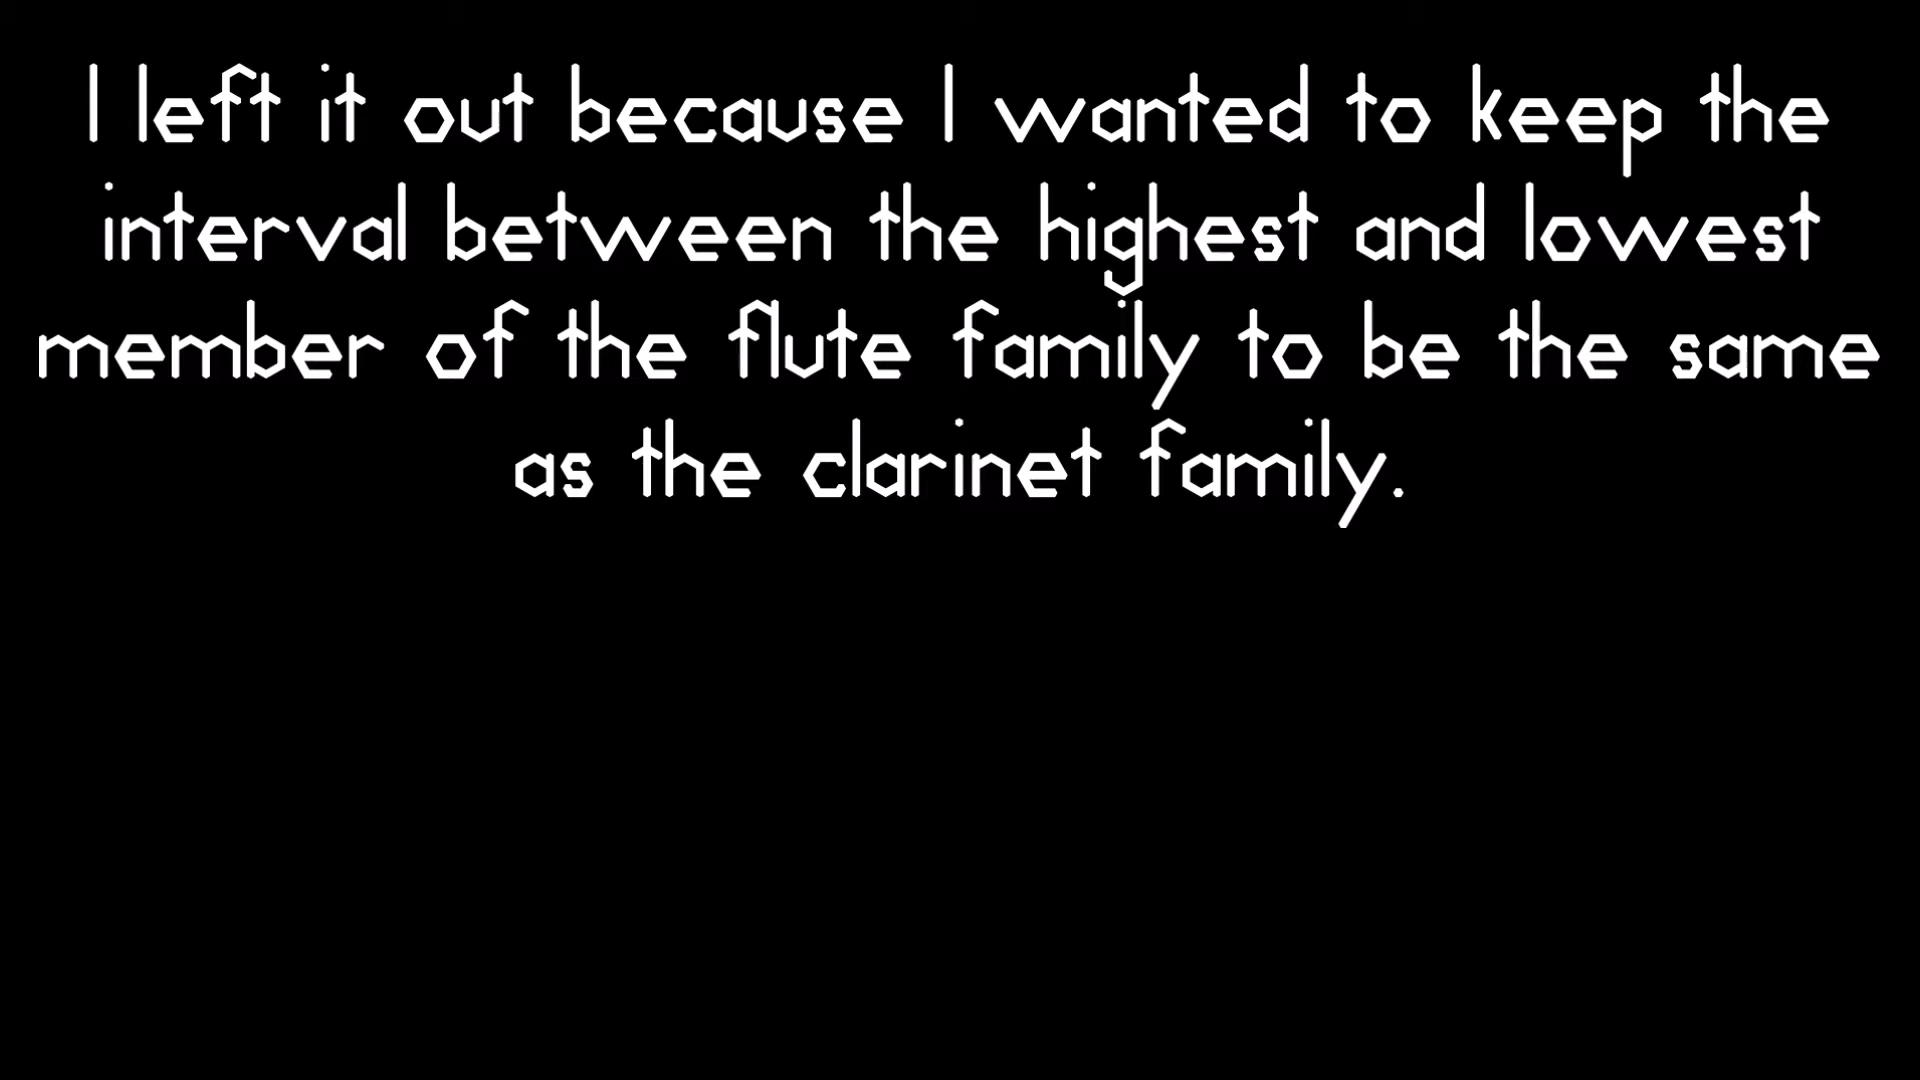 I left it out because I wanted to keep the
interval between the highest and lowest
member of the flute family to be the same
as the clarinet family.